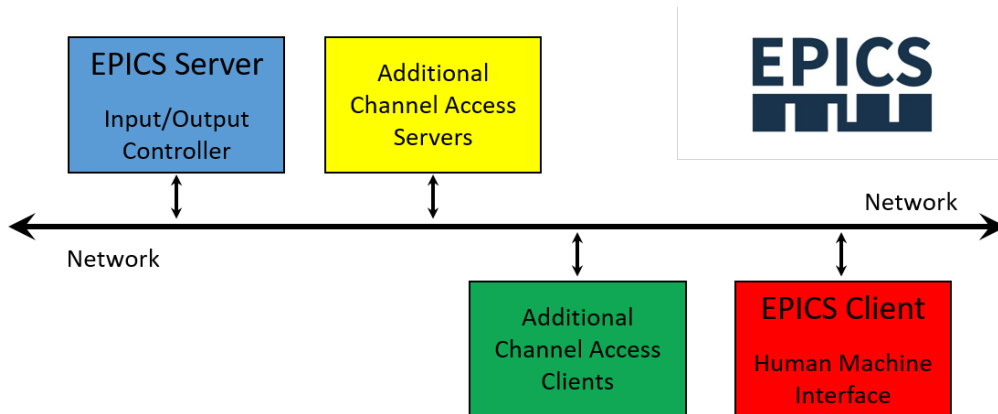 EPICS Server
Input/Output
Controller
Additional
Channel Access
Servers
EPICS
Network
Network
Additional
Channel Access
Clients
EPICS Client
Human Machine
Interface